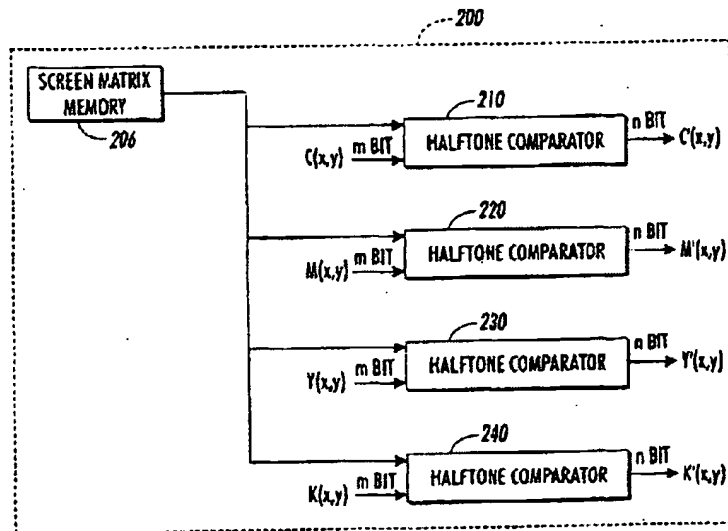 200
SCREEN MATRIX
MEMORY
206
210
HALFTONE COMPARATOR
C(x,y)
m BIT
n BIT
C'(x,y)
220
HALFTONE COMPARATOR
M(x,y)
m BIT
n BIT
M'(x,y)
230
HALFTONE COMPARATOR
Y(x,y)
m BIT
n BIT
Y'(x,y)
240
HALFTONE COMPARATOR
K(x,y)
m BIT
n BIT
K'(x,y)